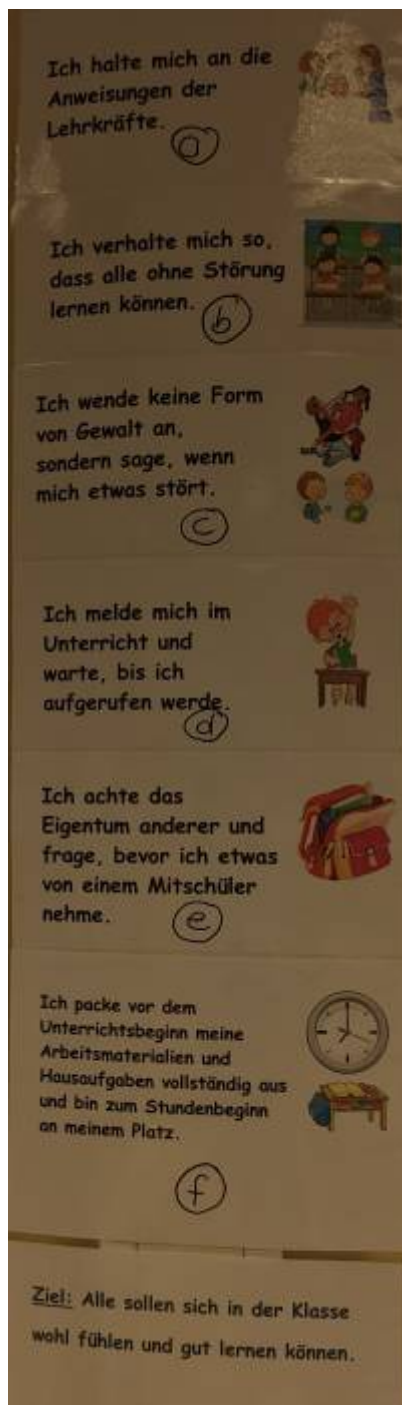 Ich halte mich an die
Anweisungen der
Lehrkräfte.
a
Ich verhalte mich so,
dass alle ohne Störung
lernen können.
b
Ich wende keine Form
von Gewalt an,
sondern sage, wenn
mich etwas stört.
c
Ich melde mich im
Unterricht und
warte, bis ich
aufgerufen werde.
d
Ich achte das
Eigentum anderer und
frage, bevor ich etwas
von einem Mitschüler
nehme.
e
Ich packe vor dem
Unterrichtsbeginn meine
Arbeitsmaterialien und
Hausaufgaben vollständig aus
und bin zum Stundenbeginn
an meinem Platz.
f
Ziel: Alle sollen sich in der Klasse
wohl fühlen und gut lernen können.